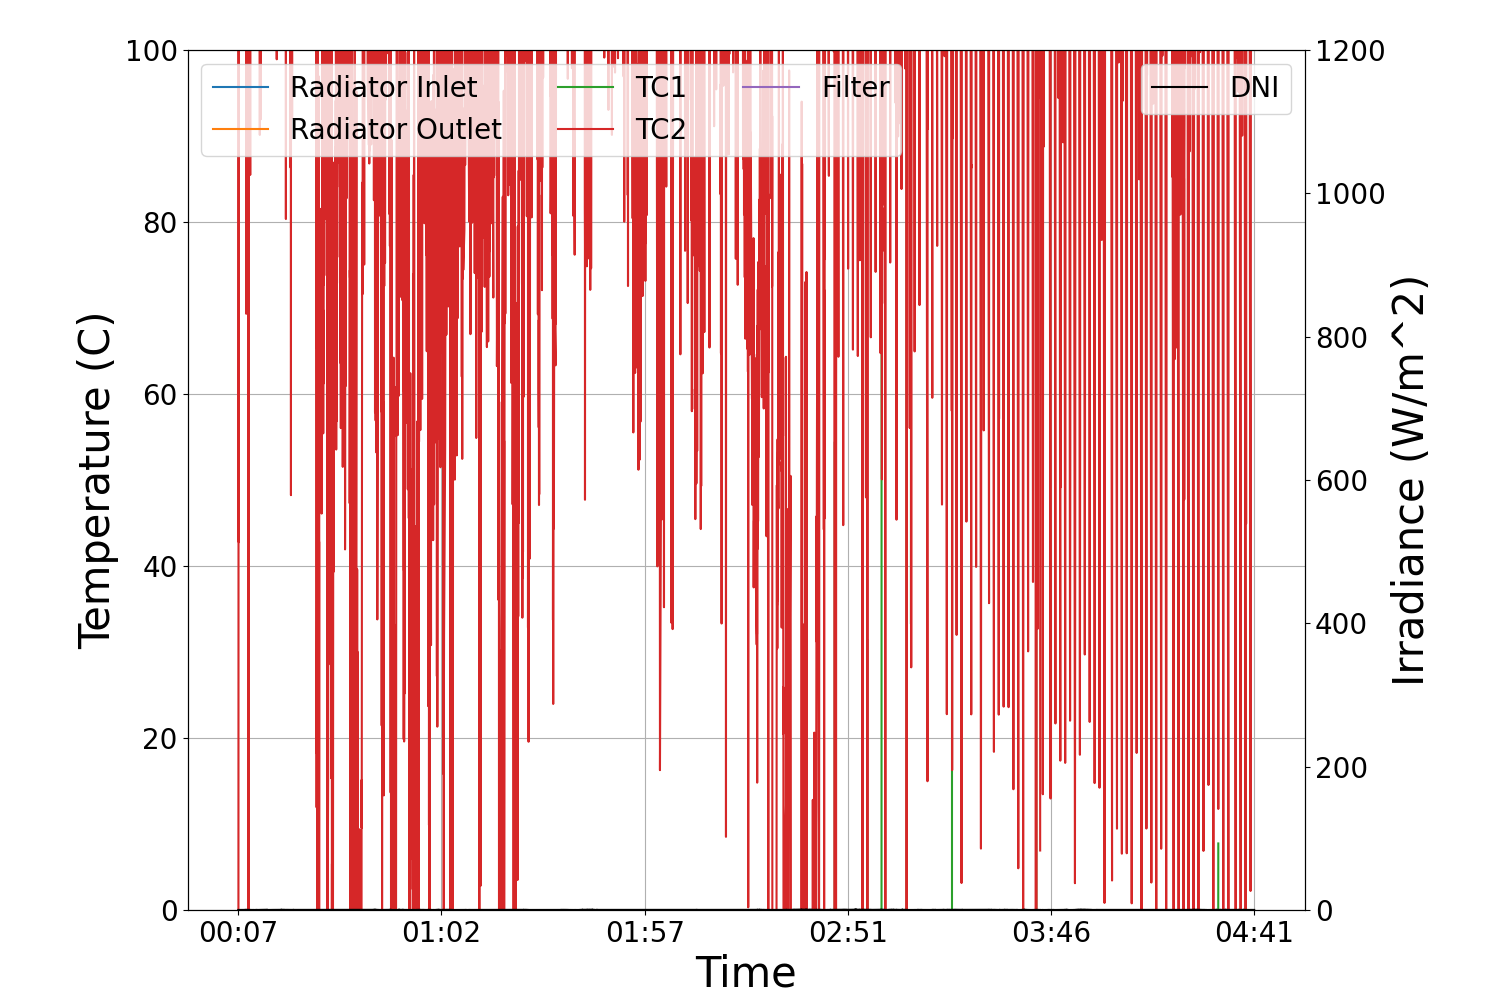 100
80
60
40
20
0
Temperature (C)
Radiator Inlet
Radiator Outlet
TC1
TC2
Filter
DNI
1200
1000
800
600
400
200
0
Irradiance (W/m^2)
00:07
01:02
01:57
02:51
03:46
04:41
Time